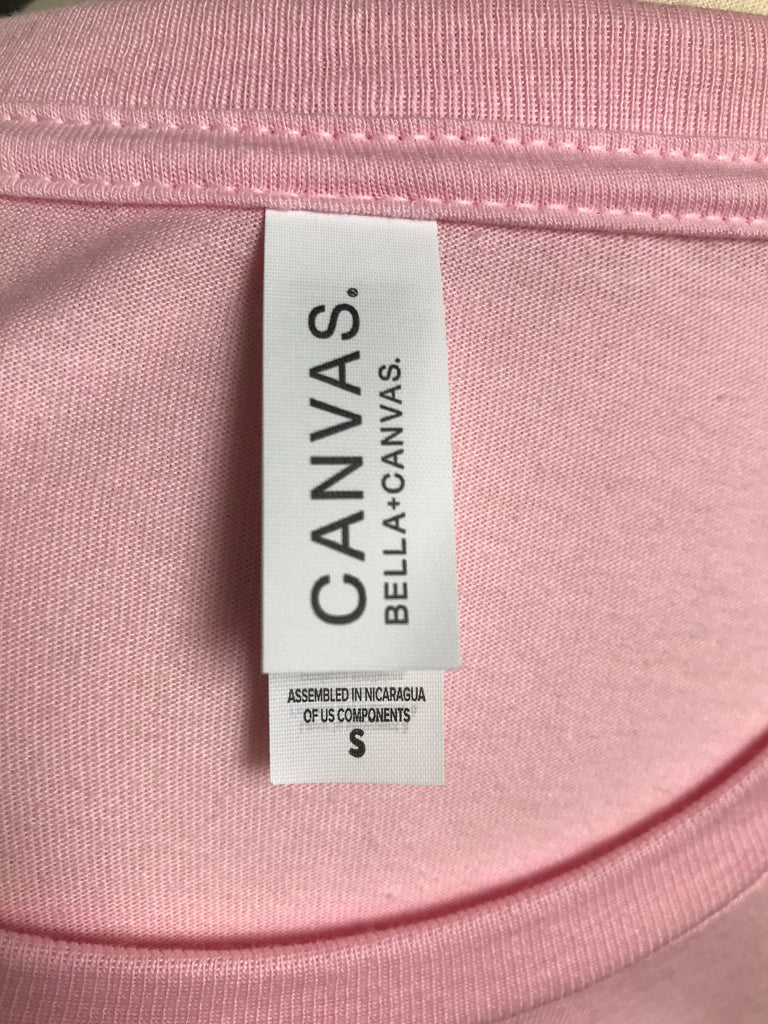 CANVAS.®
BELLA+CANVAS.
ASSEMBLED IN NICARAGUA
OF US COMPONENTS
S